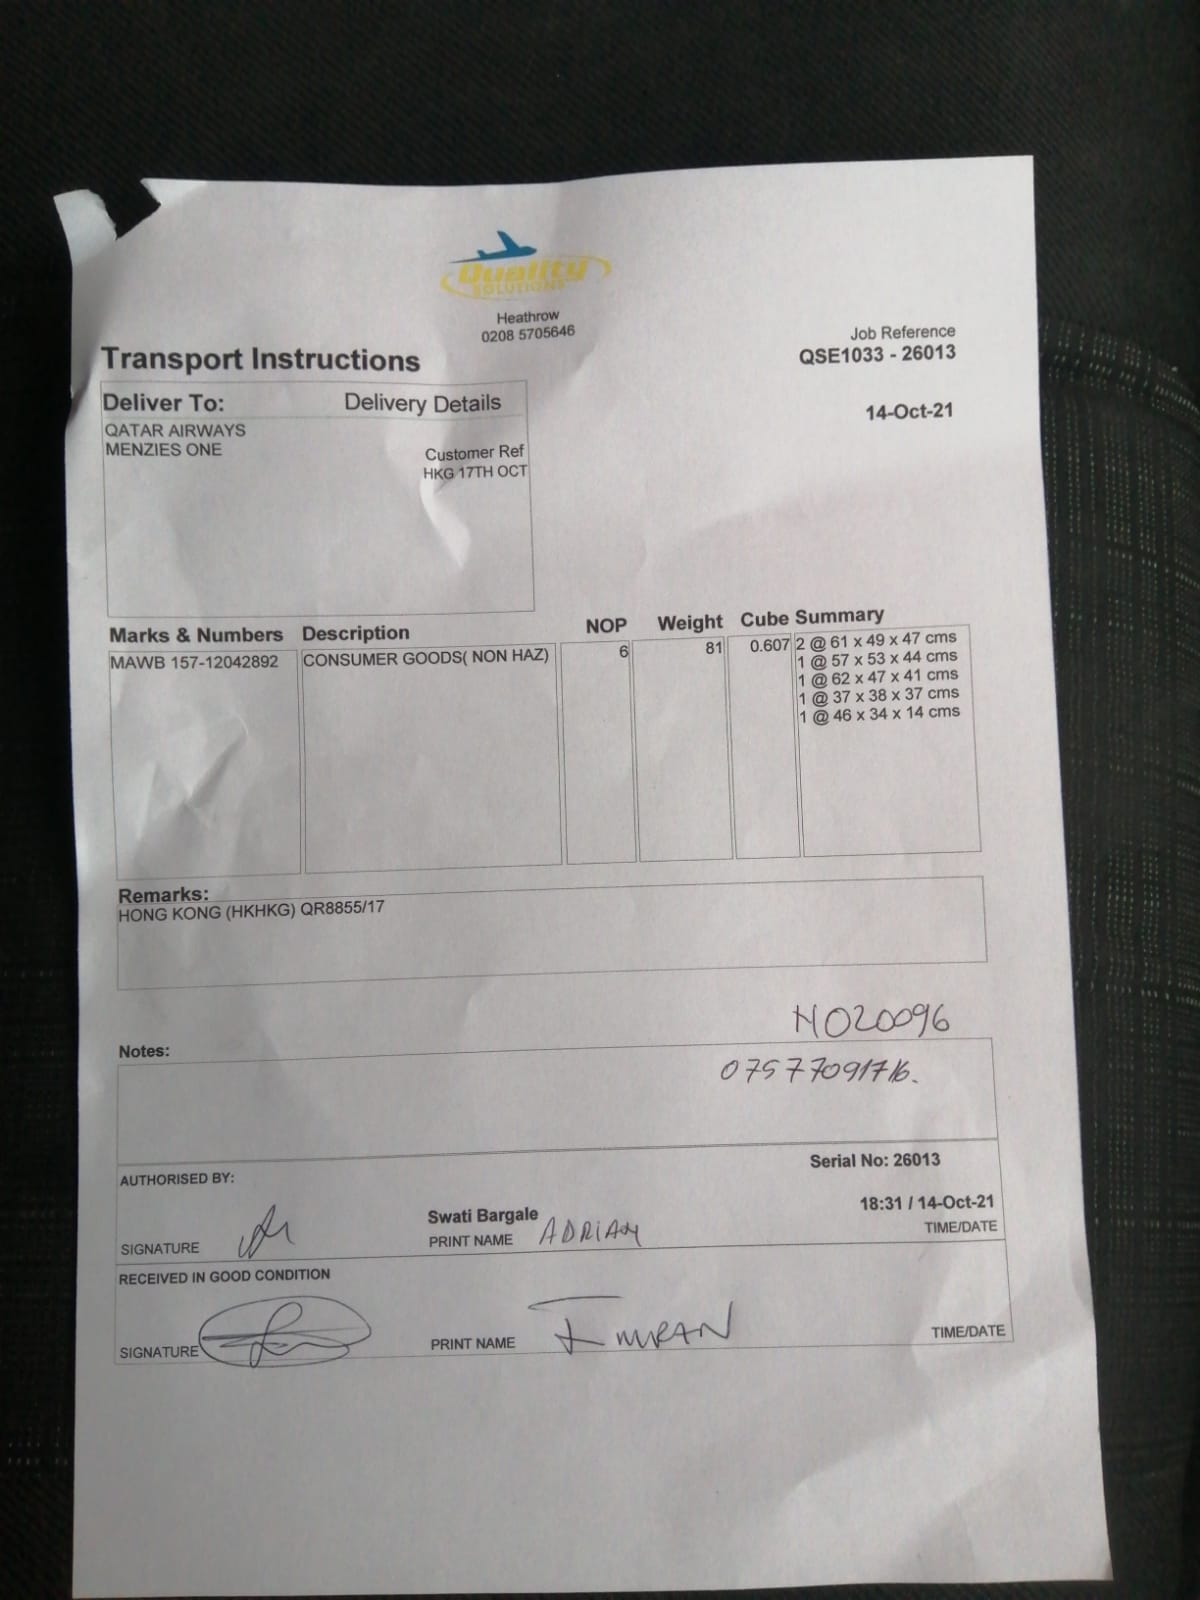 Quality
SOLUTIONS
Heathrow
0208 5705646
Job Reference
QSE1033 - 26013
14-Oct-21
Transport Instructions
Deliver To: Delivery Details
QATAR AIRWAYS
MENZIES ONE
Customer Ref
HKG 17TH OCT
Marks & Numbers Description NOP Weight Cube Summary
MAWB 157-12042892 CONSUMER GOODS( NON HAZ) 6 81 0.607 2 @ 61 x 49 x 47 cms
1 @ 57 x 53 x 44 cms
1 @ 62 x 47 x 41 cms
1 @ 37 x 38 x 37 cms
1 @ 46 x 34 x 14 cms
Remarks:
HONG KONG (HKHKG) QR8855/17
Notes:
07577091716.
Serial No: 26013
AUTHORISED BY:
18:31 / 14-Oct-21
Swati Bargale
SIGNATURE PRINT NAME ADRIAN TIME/DATE
RECEIVED IN GOOD CONDITION
SIGNATURE PRINT NAME IMRAN TIME/DATE